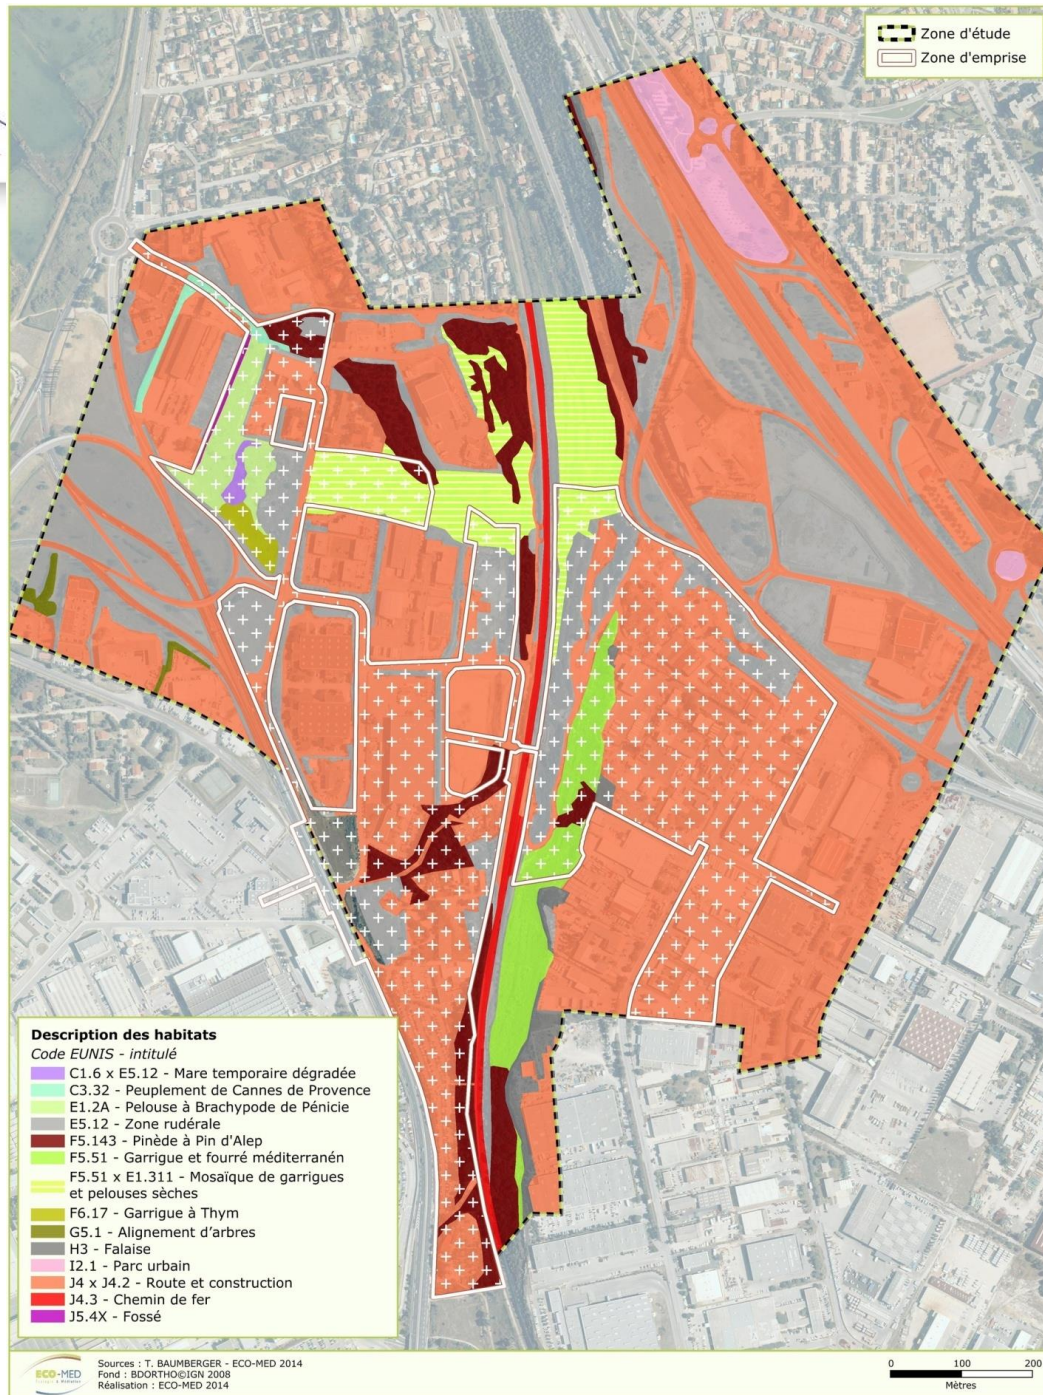 Zone d'étude
Zone d'emprise
Description des habitats
Code EUNIS - intitulé
C1.6 x E5.12 - Mare temporaire dégradée
C3.32 - Peuplement de Cannes de Provence
E1.2A - Pelouse à Brachypode de Pénicie
E5.12 - Zone rudérale
F5.143 - Pinède à Pin d'Alep
F5.51 - Garrigue et fourré méditerranén
F5.51 x E1.311 - Mosaïque de garrigues
et pelouses sèches
F6.17 - Garrigue à Thym
G5.1 - Alignement d'arbres
H3 - Falaise
I2.1 - Parc urbain
J4 x J4.2 - Route et construction
J4.3 - Chemin de fer
J5.4X - Fossé
ECO-MED
Sources : T. BAUMBERGER - ECO-MED 2014
Fond : BDORTHO©IGN 2008
Réalisation : ECO-MED 2014
0 100 200
Mètres